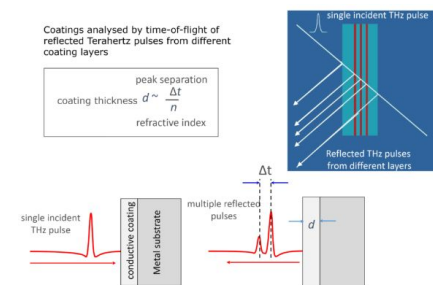 Coatings analysed by time-of-flight of
reflected Terahertz pulses from different
coating layers
peak separation
coating thickness d ~ Δt/n
refractive index
single incident THz pulse
Reflected THz pulses
from different layers
Δt
single incident
THz pulse
conductive coating
Metal substrate
multiple reflected
pulses
d